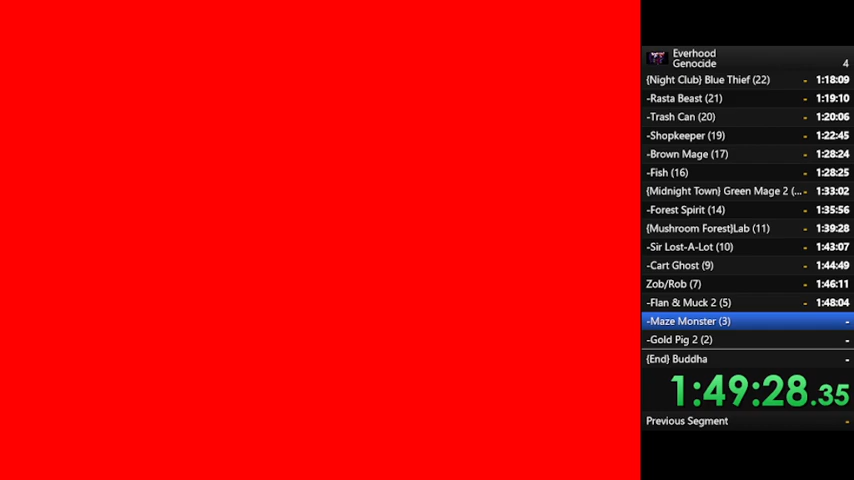 Everhood
Genocide 4
{Night Club} Blue Thief (22) - 1:18:09
-Rasta Beast (21) - 1:19:10
-Trash Can (20) - 1:20:06
-Shopkeeper (19) - 1:22:45
-Brown Mage (17) - 1:28:24
-Fish (16) - 1:28:25
{Midnight Town} Green Mage 2 (... - 1:33:02
-Forest Spirit (14) - 1:35:56
{Mushroom Forest}Lab (11) - 1:39:28
-Sir Lost-A-Lot (10) - 1:43:07
-Cart Ghost (9) - 1:44:49
Zob/Rob (7) - 1:46:11
-Flan & Muck 2 (5) - 1:48:04
-Maze Monster (3) -
-Gold Pig 2 (2) -
{End} Buddha -
1:49:28.35
Previous Segment -